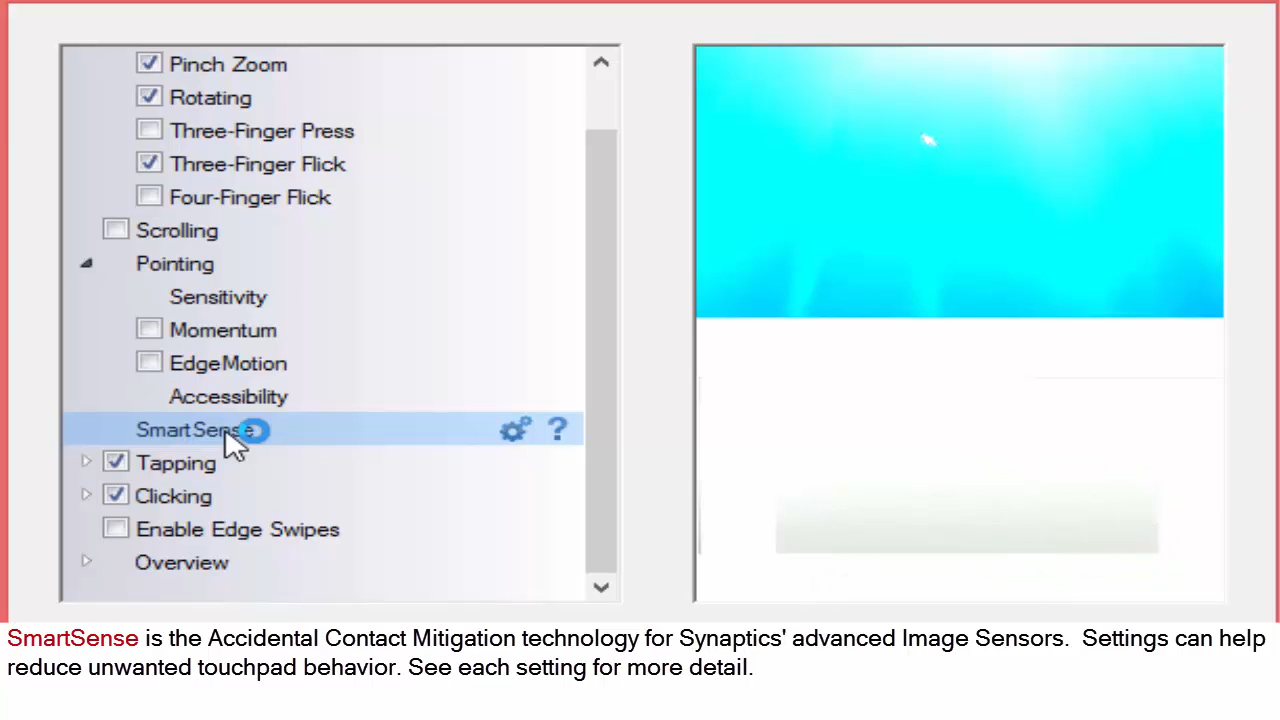 Pinch Zoom
Rotating
Three-Finger Press
Three-Finger Flick
Four-Finger Flick
Scrolling
Pointing
Sensitivity
Momentum
EdgeMotion
Accessibility
SmartSense
?
Tapping
Clicking
Enable Edge Swipes
Overview
SmartSense is the Accidental Contact Mitigation technology for Synaptics' advanced Image Sensors.  Settings can help
reduce unwanted touchpad behavior. See each setting for more detail.